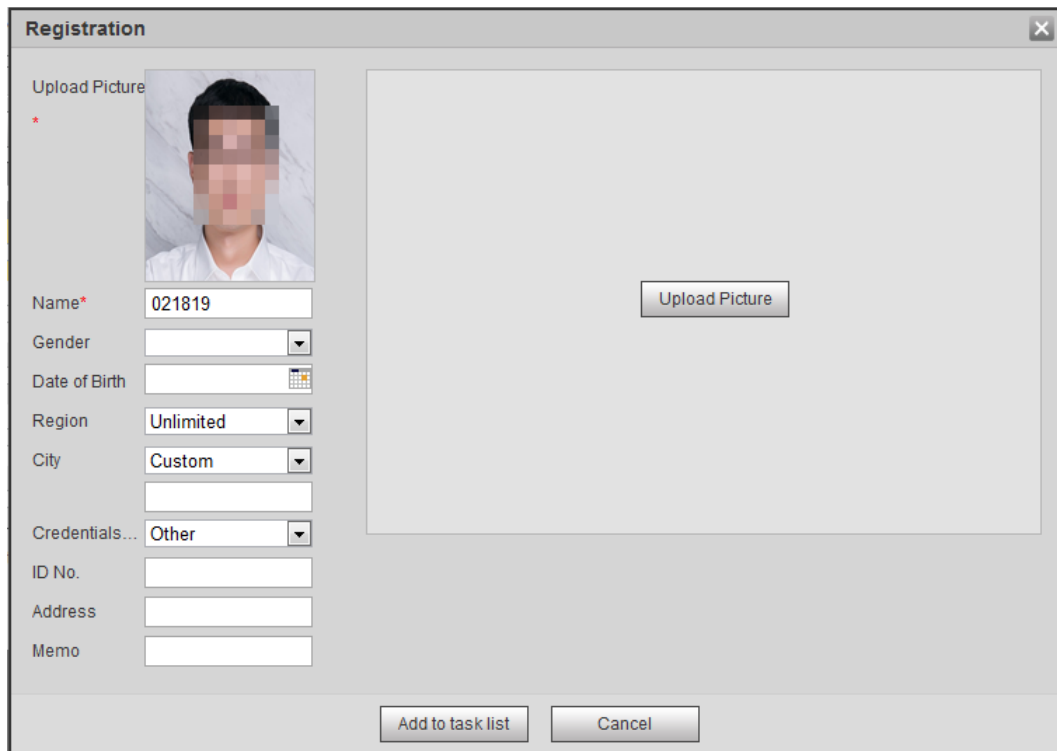 Registration
Upload Picture
*
Name* 021819
Gender
Date of Birth
Region Unlimited
City Custom
Credentials... Other
ID No.
Address
Memo
Upload Picture
Add to task list Cancel